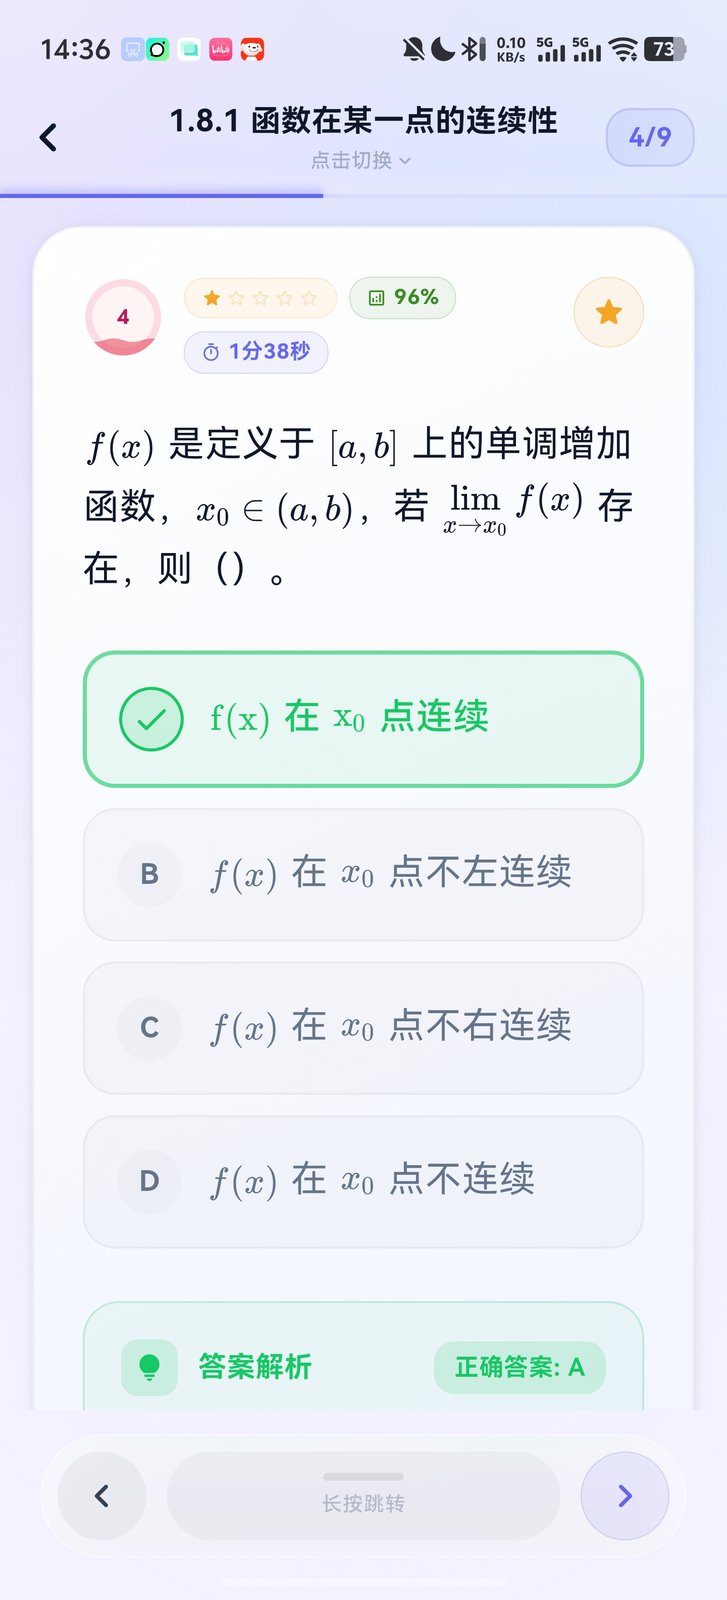 14:36
bilibili
0.10 KB/s 5G 5G 73
1.8.1 函数在某一点的连续性
点击切换
4/9
4
96%
1分38秒
f(x) 是定义于 [a, b] 上的单调增加
函数，x₀ ∈ (a, b)，若 lim_{x→x₀} f(x) 存
在，则（）。
f(x) 在 x₀ 点连续
B f(x) 在 x₀ 点不左连续
C f(x) 在 x₀ 点不右连续
D f(x) 在 x₀ 点不连续
答案解析
正确答案: A
长按跳转